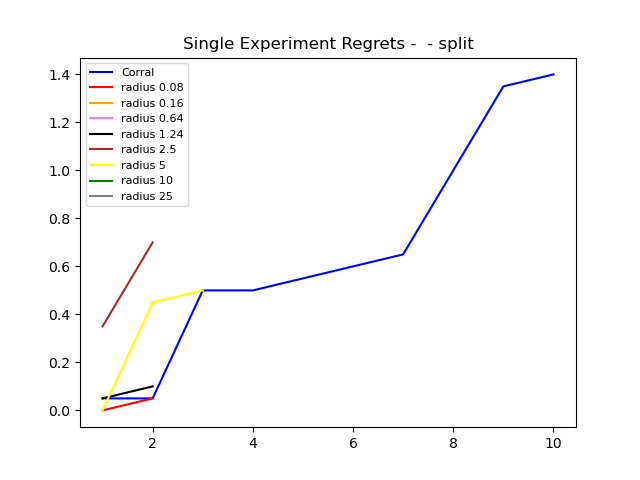 Single Experiment Regrets -  - split
Corral
radius 0.08
radius 0.16
radius 0.64
radius 1.24
radius 2.5
radius 5
radius 10
radius 25
1.4
1.2
1.0
0.8
0.6
0.4
0.2
0.0
2 4 6 8 10